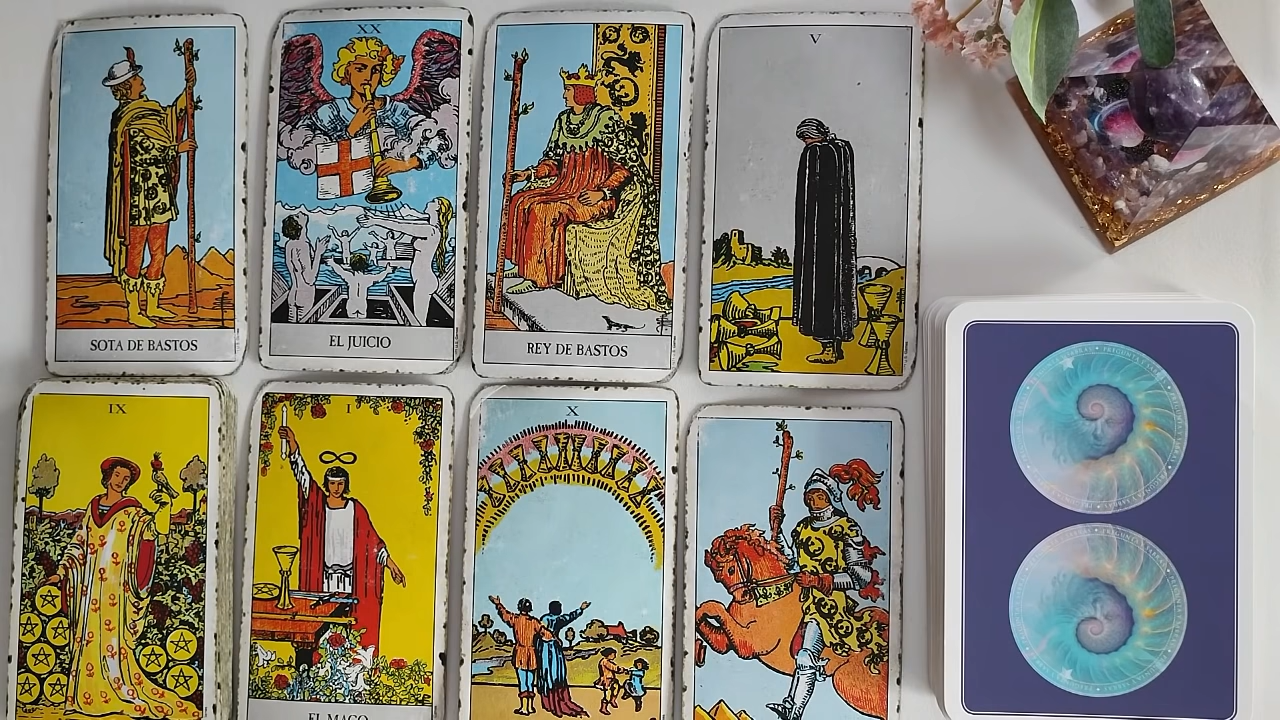 SOTA DE BASTOS
XX
EL JUICIO
REY DE BASTOS
V
IX
I
EL MAGO
X